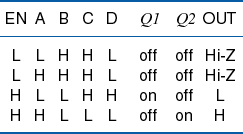 EN A B C D Q1 Q2 OUT
L L H H L off off Hi-Z
L H H H L off off Hi-Z
H L L H H on off L
H H L L L off on H